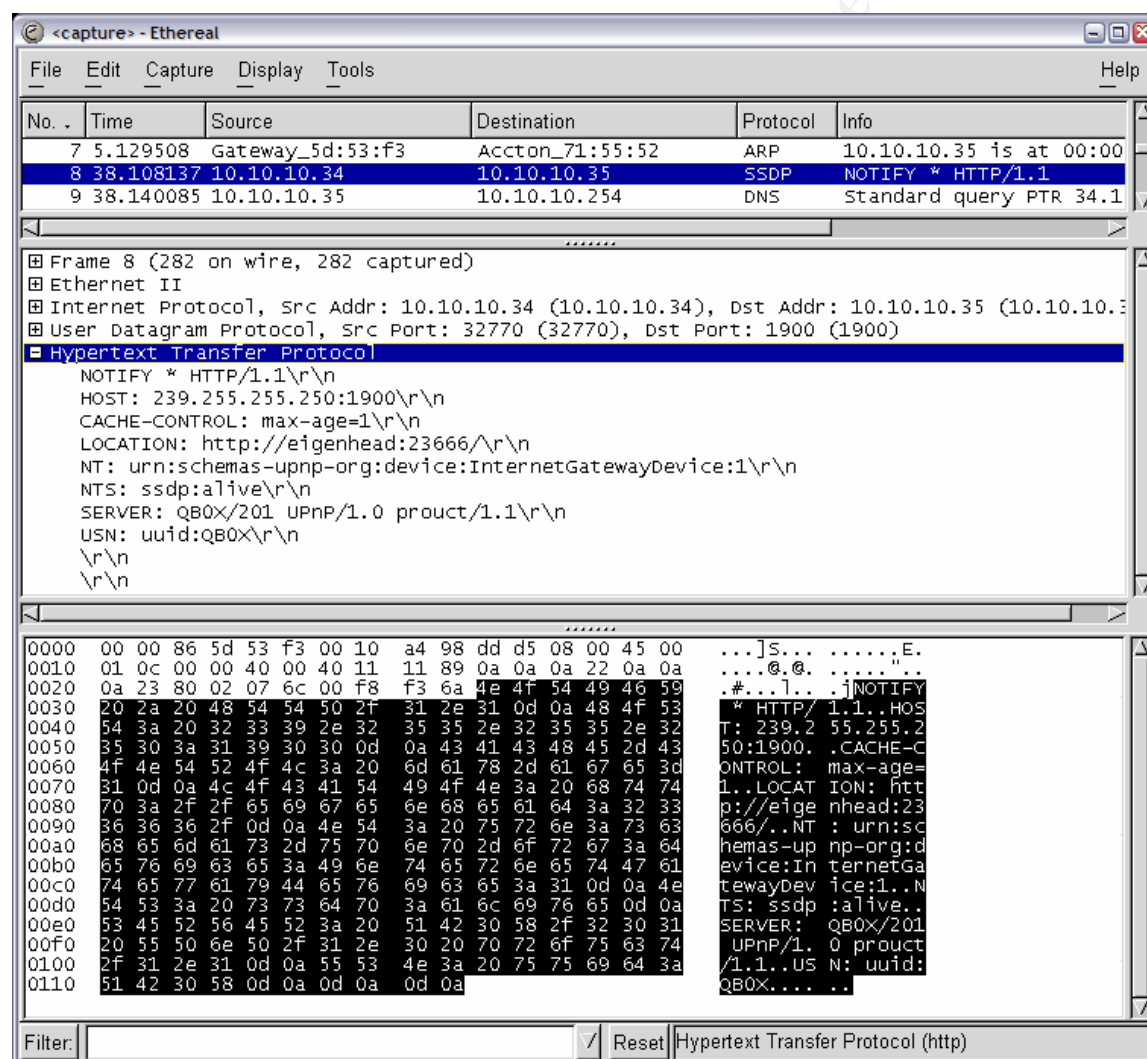 <capture> - Ethereal
File Edit Capture Display Tools Help
No. Time Source Destination Protocol Info
7 5.129508 Gateway_5d:53:f3 Accton_71:55:52 ARP 10.10.10.35 is at 00:00
8 38.108137 10.10.10.34 10.10.10.35 SSDP NOTIFY * HTTP/1.1
9 38.140085 10.10.10.35 10.10.10.254 DNS Standard query PTR 34.1
Frame 8 (282 on wire, 282 captured)
Ethernet II
Internet Protocol, Src Addr: 10.10.10.34 (10.10.10.34), Dst Addr: 10.10.10.35 (10.10.10.3
User Datagram Protocol, Src Port: 32770 (32770), Dst Port: 1900 (1900)
Hypertext Transfer Protocol
NOTIFY * HTTP/1.1\r\n
HOST: 239.255.255.250:1900\r\n
CACHE-CONTROL: max-age=1\r\n
LOCATION: http://eigenhead:23666/\r\n
NT: urn:schemas-upnp-org:device:InternetGatewayDevice:1\r\n
NTS: ssdp:alive\r\n
SERVER: QB0X/201 UPnP/1.0 prouct/1.1\r\n
USN: uuid:QB0X\r\n
\r\n
\r\n
0000 00 00 86 5d 53 f3 00 10 a4 98 dd d5 08 00 45 00 ...]S... ......E.
0010 01 0c 00 00 40 00 40 11 11 89 0a 0a 0a 22 0a 0a ....@.@. ....."..
0020 0a 23 80 02 07 6c 00 f8 f3 6a 4e 4f 54 49 46 59 .#...l.. .jNOTIFY
0030 20 2a 20 48 54 54 50 2f 31 2e 31 0d 0a 48 4f 53 * HTTP/ 1.1..HOS
0040 54 3a 20 32 33 39 2e 32 35 35 2e 32 35 35 2e 32 T: 239.2 55.255.2
0050 35 30 3a 31 39 30 30 0d 0a 43 41 43 48 45 2d 43 50:1900. .CACHE-C
0060 4f 4e 54 52 4f 4c 3a 20 6d 61 78 2d 61 67 65 3d ONTROL: max-age=
0070 31 0d 0a 4c 4f 43 41 54 49 4f 4e 3a 20 68 74 74 1..LOCAT ION: htt
0080 70 3a 2f 2f 65 69 67 65 6e 68 65 61 64 3a 32 33 p://eige nhead:23
0090 36 36 36 2f 0d 0a 4e 54 3a 20 75 72 6e 3a 73 63 666/..NT : urn:sc
00a0 68 65 6d 61 73 2d 75 70 6e 70 2d 6f 72 67 3a 64 hemas-up np-org:d
00b0 65 76 69 63 65 3a 49 6e 74 65 72 6e 65 74 47 61 evice:In ternetGa
00c0 74 65 77 61 79 44 65 76 69 63 65 3a 31 0d 0a 4e tewayDev ice:1..N
00d0 54 53 3a 20 73 73 64 70 3a 61 6c 69 76 65 0d 0a TS: ssdp :alive..
00e0 53 45 52 56 45 52 3a 20 51 42 30 58 2f 32 30 31 SERVER: QB0X/201
00f0 20 55 50 6e 50 2f 31 2e 30 20 70 72 6f 75 63 74 UPnP/1. 0 prouct
0100 2f 31 2e 31 0d 0a 55 53 4e 3a 20 75 75 69 64 3a /1.1..US N: uuid:
0110 51 42 30 58 0d 0a 0d 0a 0d 0a QB0X.... ..
Filter: Reset Hypertext Transfer Protocol (http)